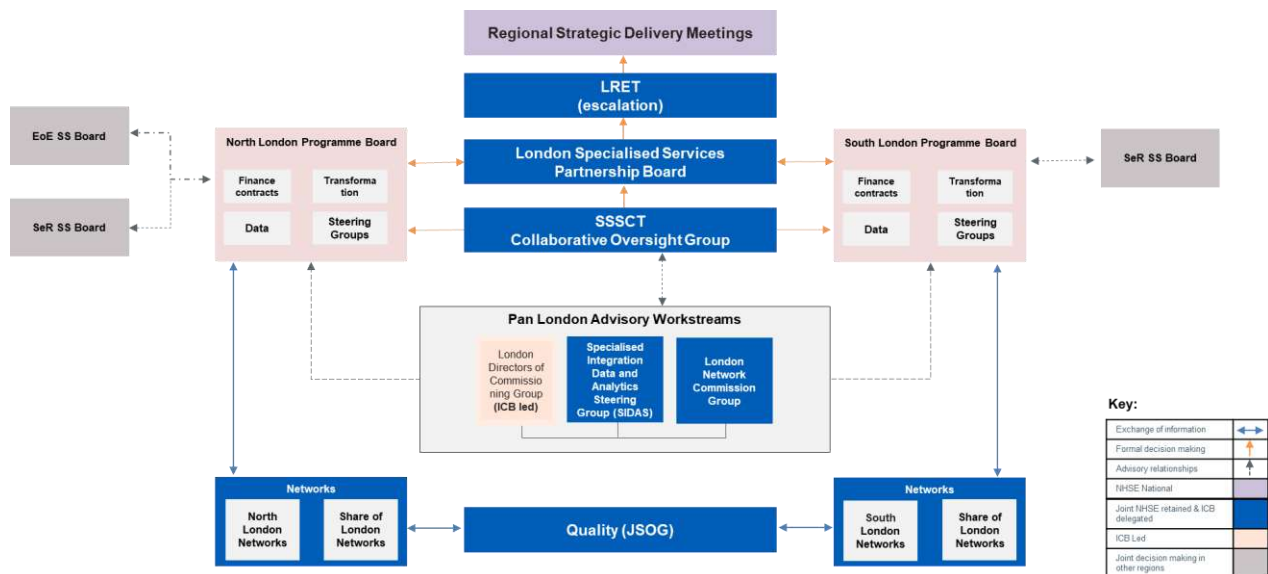 Regional Strategic Delivery Meetings
LRET
(escalation)
EoE SS Board
SeR SS Board
North London Programme Board
Finance
contracts
Transforma
tion
Data
Steering
Groups
London Specialised Services
Partnership Board
SSSCT
Collaborative Oversight Group
South London Programme Board
Finance
contracts
Transforma
tion
Data
Steering
Groups
SeR SS Board
Pan London Advisory Workstreams
London
Directors of
Commissio
ning Group
(ICB led)
Specialised
Integration
Data and
Analytics
Steering
Group (SIDAS)
London
Network
Commission
Group
Networks
North
London
Networks
Share of
London
Networks
Quality (JSOG)
Networks
South
London
Networks
Share of
London
Networks
Key:
Exchange of information
Formal decision making
Advisory relationships
NHSE National
Joint NHSE retained & ICB
delegated
ICB Led
Joint decision making in
other regions